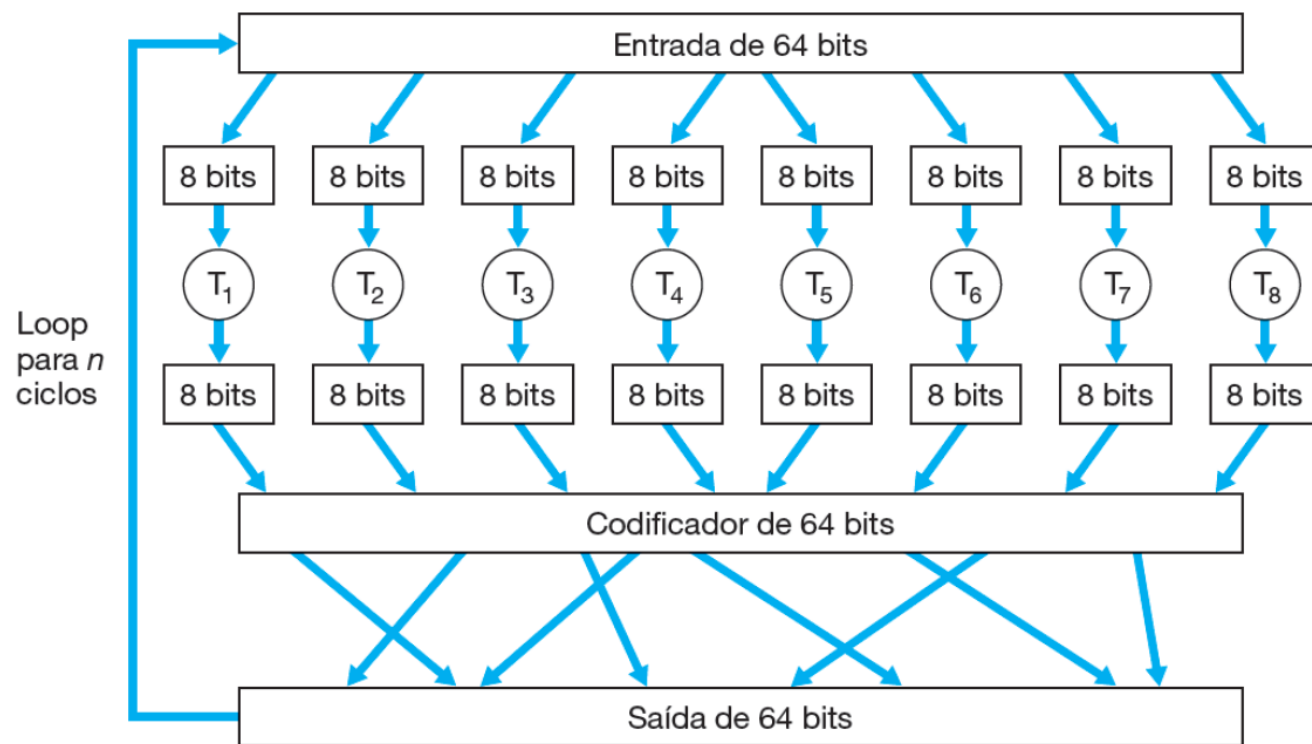 Entrada de 64 bits
8 bits 8 bits 8 bits 8 bits 8 bits 8 bits 8 bits 8 bits
T1 T2 T3 T4 T5 T6 T7 T8
Loop
para n
ciclos
8 bits 8 bits 8 bits 8 bits 8 bits 8 bits 8 bits 8 bits
Codificador de 64 bits
Saída de 64 bits